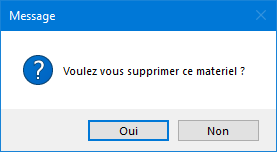 Message
Voulez vous supprimer ce materiel ?
Oui
Non